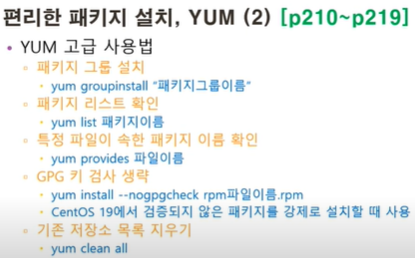 편리한 패키지 설치, YUM (2) [p210~p219]
• YUM 고급 사용법
패키지 그룹 설치
yum groupinstall “패키지그룹이름”
패키지 리스트 확인
yum list 패키지이름
특정 파일이 속한 패키지 이름 확인
yum provides 파일이름
GPG 키 검사 생략
yum install --nogpgcheck rpm파일이름.rpm
CentOS 19에서 검증되지 않은 패키지를 강제로 설치할 때 사용
기존 저장소 목록 지우기
yum clean all